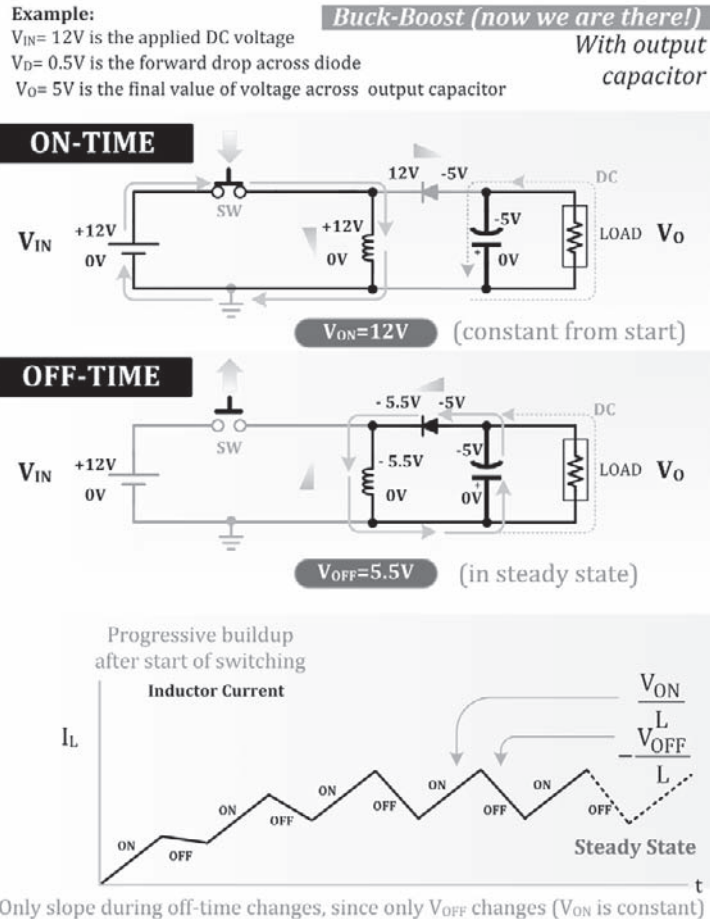 Example:
Buck-Boost (now we are there!)
VIN= 12V is the applied DC voltage
With output
VD= 0.5V is the forward drop across diode
capacitor
VO= 5V is the final value of voltage across output capacitor
ON-TIME
12V -5V
DC
SW
VIN
+12V
0V
+12V
0V
-5V
+
0V
LOAD
VO
VON=12V
(constant from start)
OFF-TIME
- 5.5V -5V
DC
SW
VIN
+12V
0V
- 5.5V
0V
-5V
+
0V
LOAD
VO
VOFF=5.5V
(in steady state)
Progressive buildup
after start of switching
Inductor Current
VON
L
IL
-VOFF
L
ON
OFF
ON
OFF
ON
OFF
ON
OFF
ON
OFF
Steady State
t
Only slope during off-time changes, since only VOFF changes (VON is constant)